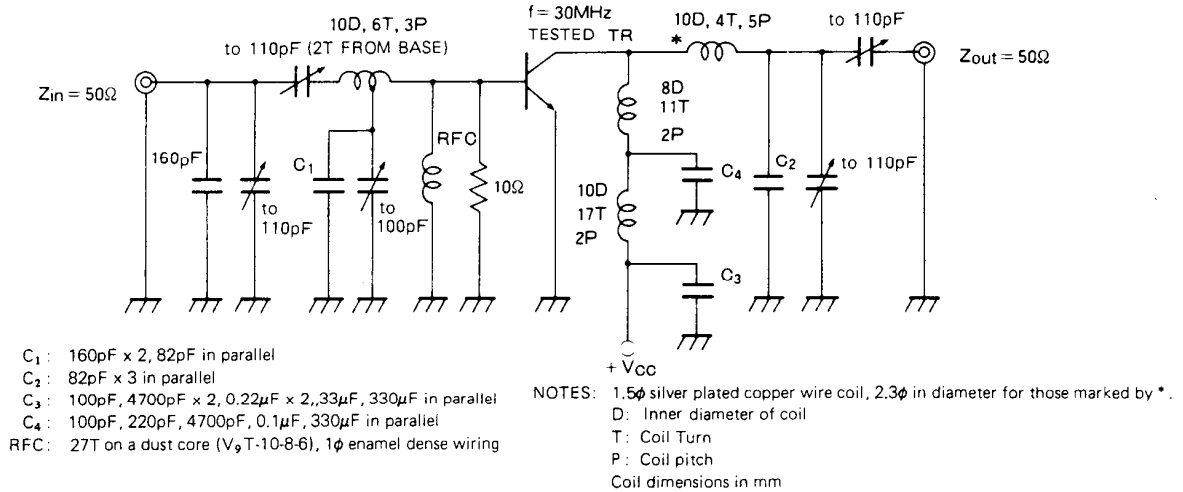 f = 30MHz
TESTED TR
10D, 6T, 3P
to 110pF (2T FROM BASE)
* 10D, 4T, 5P
to 110pF
Zin = 50Ω
Zout = 50Ω
160pF
to
110pF
C₁
to
100pF
RFC
10Ω
8D
11T
2P
C₄
C₂
to 110pF
10D
17T
2P
C₃
+ VCC
C₁ : 160pF x 2, 82pF in parallel
C₂ : 82pF x 3 in parallel
C₃ : 100pF, 4700pF x 2, 0.22μF x 2,,33μF, 330μF in parallel
C₄ : 100pF, 220pF, 4700pF, 0.1μF, 330μF in parallel
RFC : 27T on a dust core (V₉T-10-8-6), 1φ enamel dense wiring
NOTES: 1.5φ silver plated copper wire coil, 2.3φ in diameter for those marked by * .
D: Inner diameter of coil
T : Coil Turn
P : Coil pitch
Coil dimensions in mm